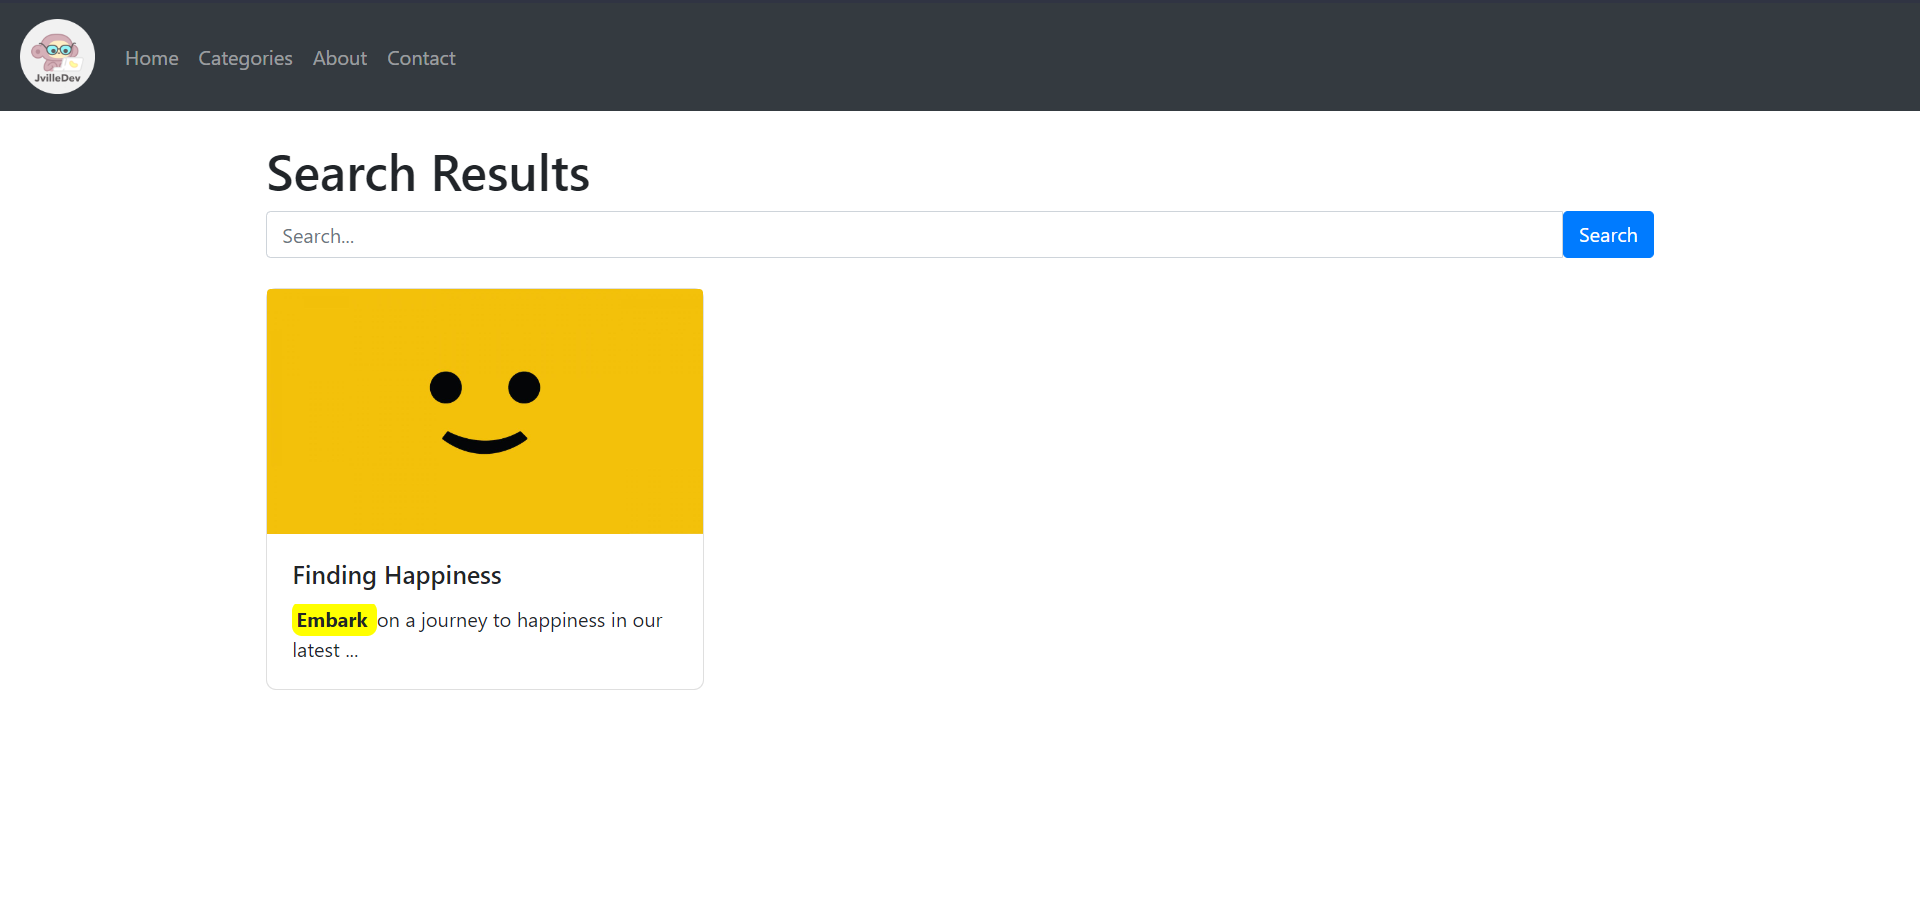 JvilleDev
Home Categories About Contact
Search Results
Search... Search
Finding Happiness
Embark on a journey to happiness in our
latest ...